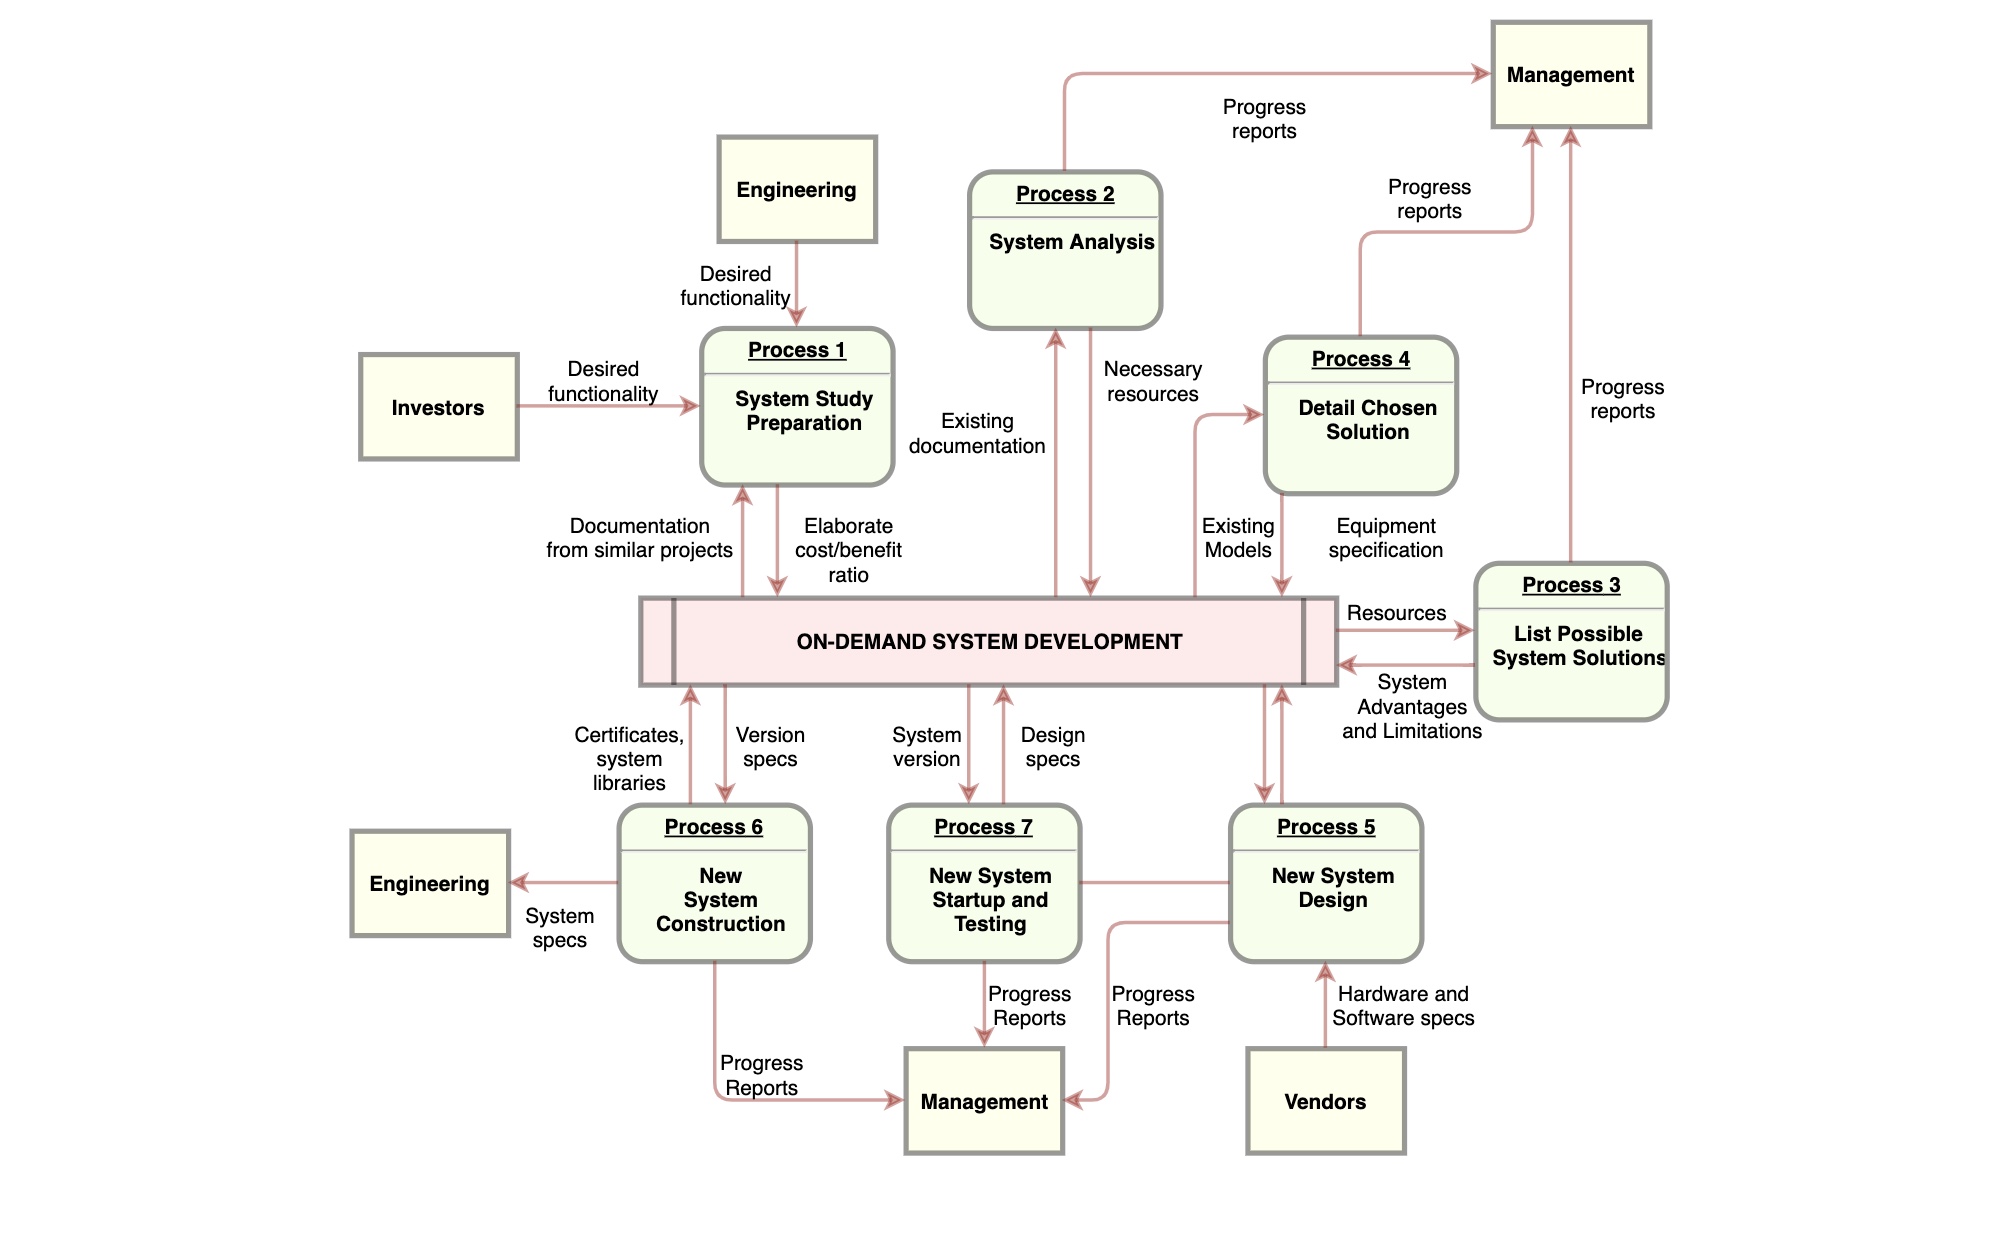 Management
Progress
reports
Engineering
Process 2
System Analysis
Progress
reports
Desired
functionality
Process 1
System Study
Preparation
Investors
Desired
functionality
Process 4
Detail Chosen
Solution
Necessary
resources
Existing
documentation
Progress
reports
Documentation
from similar projects
Elaborate
cost/benefit
ratio
Existing
Models
Equipment
specification
Process 3
List Possible
System Solutions
Resources
ON-DEMAND SYSTEM DEVELOPMENT
System
Advantages
and Limitations
Certificates,
system
libraries
Version
specs
System
version
Design
specs
Process 6
New
System
Construction
Process 7
New System
Startup and
Testing
Process 5
New System
Design
Engineering
System
specs
Progress
Reports
Progress
Reports
Hardware and
Software specs
Progress
Reports
Management
Vendors